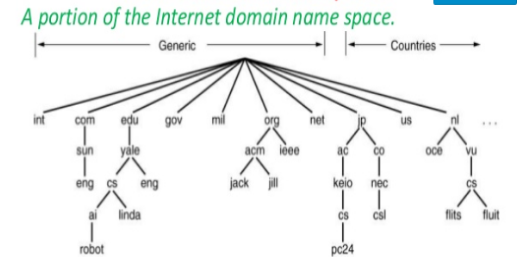 A portion of the Internet domain name space.
Generic Countries
int com edu gov mil org net jp us nl ...
sun yale acm ieee ac co oce vu
eng cs eng jack jill keio nec cs
ai linda cs csl flits fluit
robot pc24